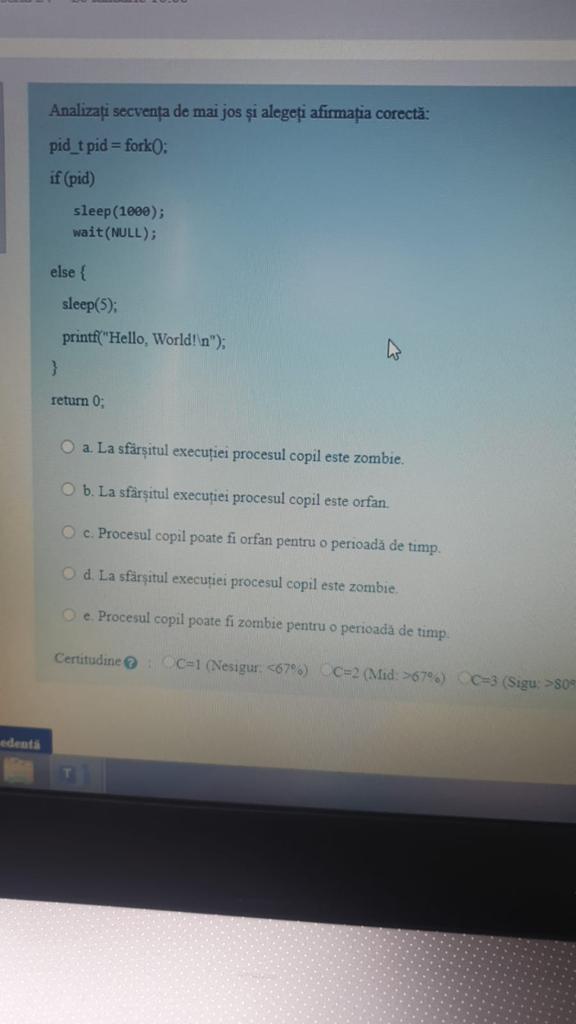 Analizați secvența de mai jos și alegeți afirmația corectă:
pid_t pid = fork();
if (pid)
sleep(1000);
wait(NULL);
else {
sleep(5);
printf("Hello, World!\n");
}
return 0;
a. La sfârșitul execuției procesul copil este zombie.
b. La sfârșitul execuției procesul copil este orfan.
c. Procesul copil poate fi orfan pentru o perioadă de timp.
d. La sfârșitul execuției procesul copil este zombie.
e. Procesul copil poate fi zombie pentru o perioadă de timp.
Certitudine ? : C=1 (Nesigur: <67%) C=2 (Mid: >67%) C=3 (Sigu: >80%
edentă
T